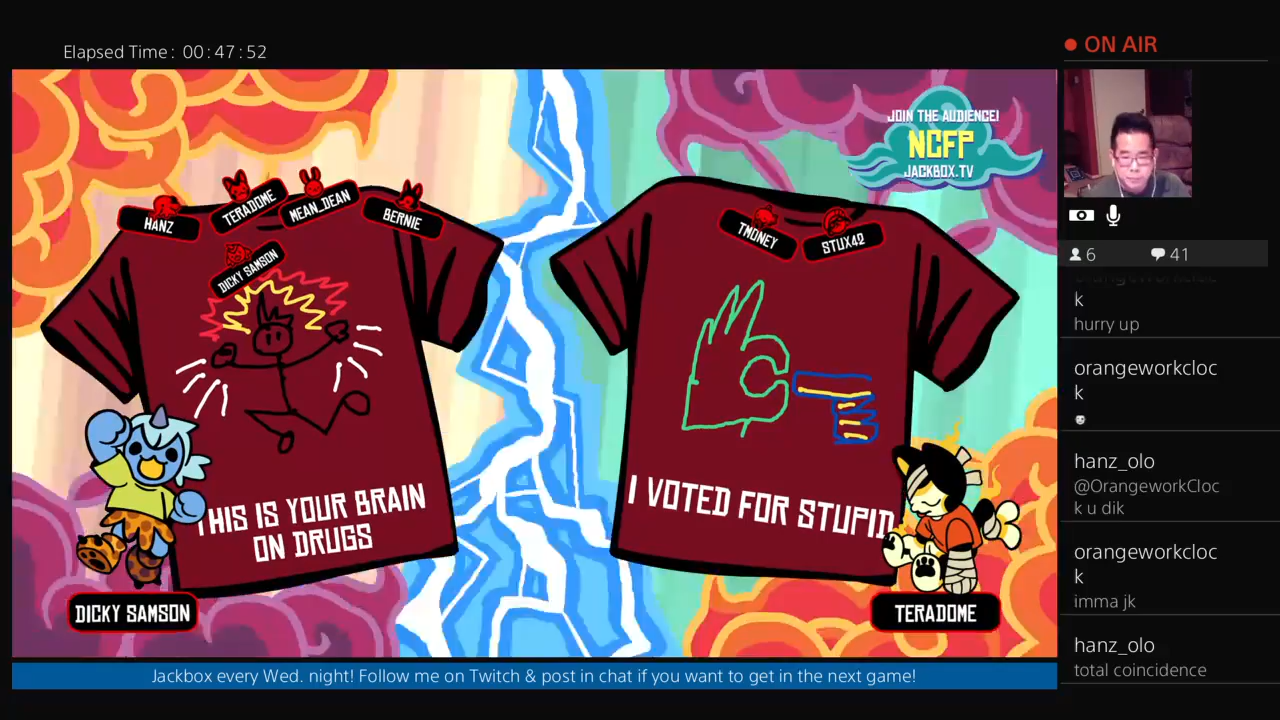 Elapsed Time: 00:47:52
ON AIR
JOIN THE AUDIENCE!
NCFP
JACKBOX.TV
HANZ
TERADOME
MEAN_DEAN
BERNIE
DICKY SAMSON
TMONEY
STUX42
THIS IS YOUR BRAIN
ON DRUGS
I VOTED FOR STUPID
DICKY SAMSON
TERADOME
Jackbox every Wed. night! Follow me on Twitch & post in chat if you want to get in the next game!
6
41
k
hurry up
orangeworkcloc
k
hanz_olo
@OrangeworkCloc
k u dik
orangeworkcloc
k
imma jk
hanz_olo
total coincidence